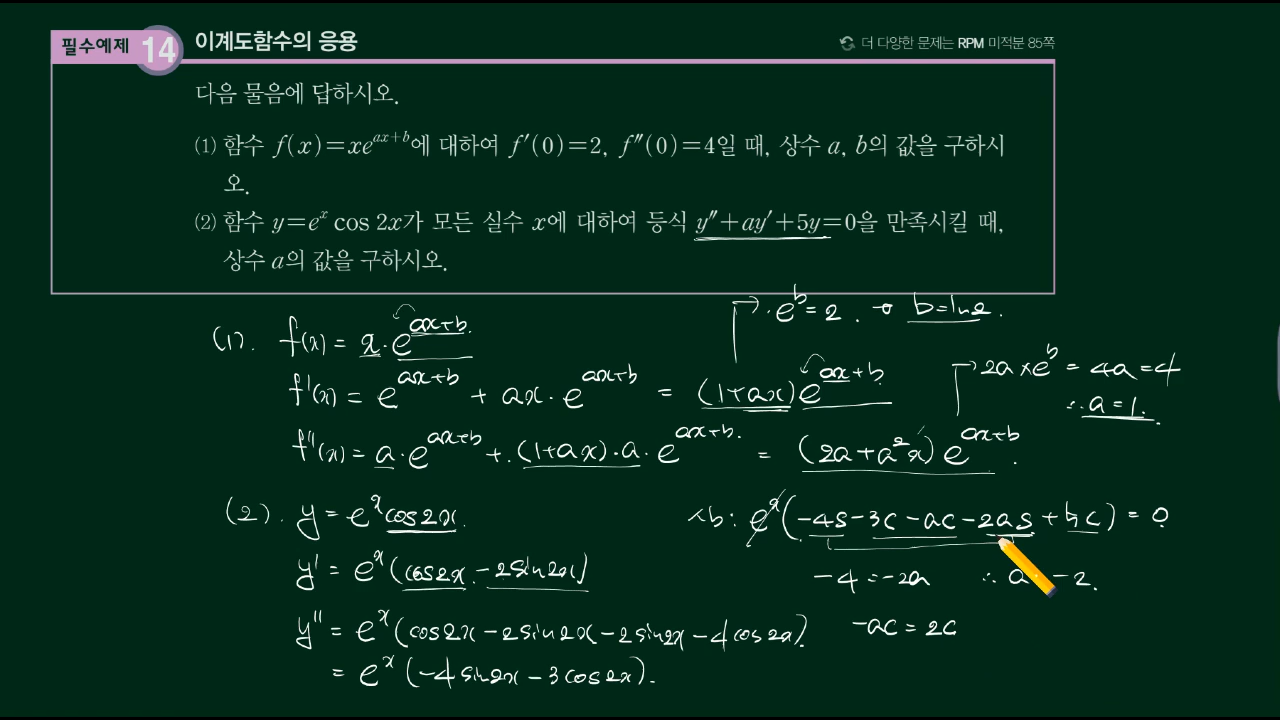 필수예제 14 이계도함수의 응용
더 다양한 문제는 RPM 미적분 85쪽
다음 물음에 답하시오.
(1) 함수 f(x)=xe^{ax+b}에 대하여 f′(0)=2, f″(0)=4일 때, 상수 a, b의 값을 구하시
오.
(2) 함수 y=e^x cos 2x가 모든 실수 x에 대하여 등식 y″+ay′+5y=0을 만족시킬 때,
상수 a의 값을 구하시오.
e^b = 2. → b=ln2.
(1). f(x) = x·e^{ax+b}.
2a×e^b = 4a=4
f'(x) = e^{ax+b} + ax·e^{ax+b} = (1+ax)e^{ax+b}.
∴ a=1.
f''(x) = a·e^{ax+b} + (1+ax)·a·e^{ax+b}. = (2a+a²x) e^{ax+b}.
(2). y = e^x cos2x.
e^x(-4s-3c-ac-2as+5c) = 0
y' = e^x(cos2x-2sin2x)
-4=-2a ∴ a -2.
y'' = e^x(cos2x-2sin2x-2sin2x-4cos2x).
-ac = 2c
= e^x(-4sin2x-3cos2x).